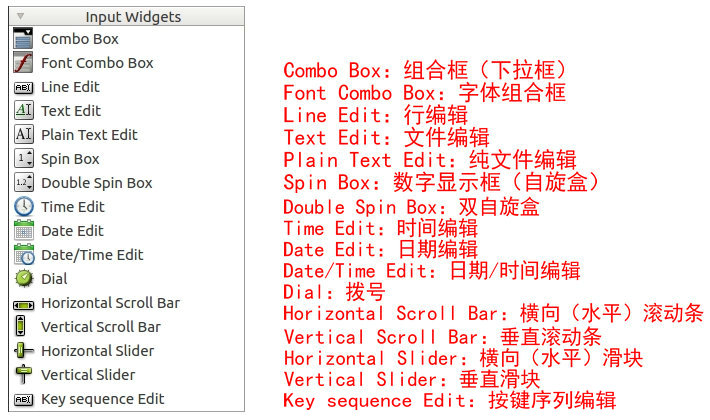 Input Widgets
Combo Box
Font Combo Box
Line Edit
Text Edit
Plain Text Edit
Spin Box
Double Spin Box
Time Edit
Date Edit
Date/Time Edit
Dial
Horizontal Scroll Bar
Vertical Scroll Bar
Horizontal Slider
Vertical Slider
Key sequence Edit
Combo Box：组合框（下拉框）
Font Combo Box：字体组合框
Line Edit：行编辑
Text Edit：文件编辑
Plain Text Edit：纯文件编辑
Spin Box：数字显示框（自旋盒）
Double Spin Box：双自旋盒
Time Edit：时间编辑
Date Edit：日期编辑
Date/Time Edit：日期/时间编辑
Dial：拨号
Horizontal Scroll Bar：横向（水平）滚动条
Vertical Scroll Bar：垂直滚动条
Horizontal Slider：横向（水平）滑块
Vertical Slider：垂直滑块
Key sequence Edit：按键序列编辑